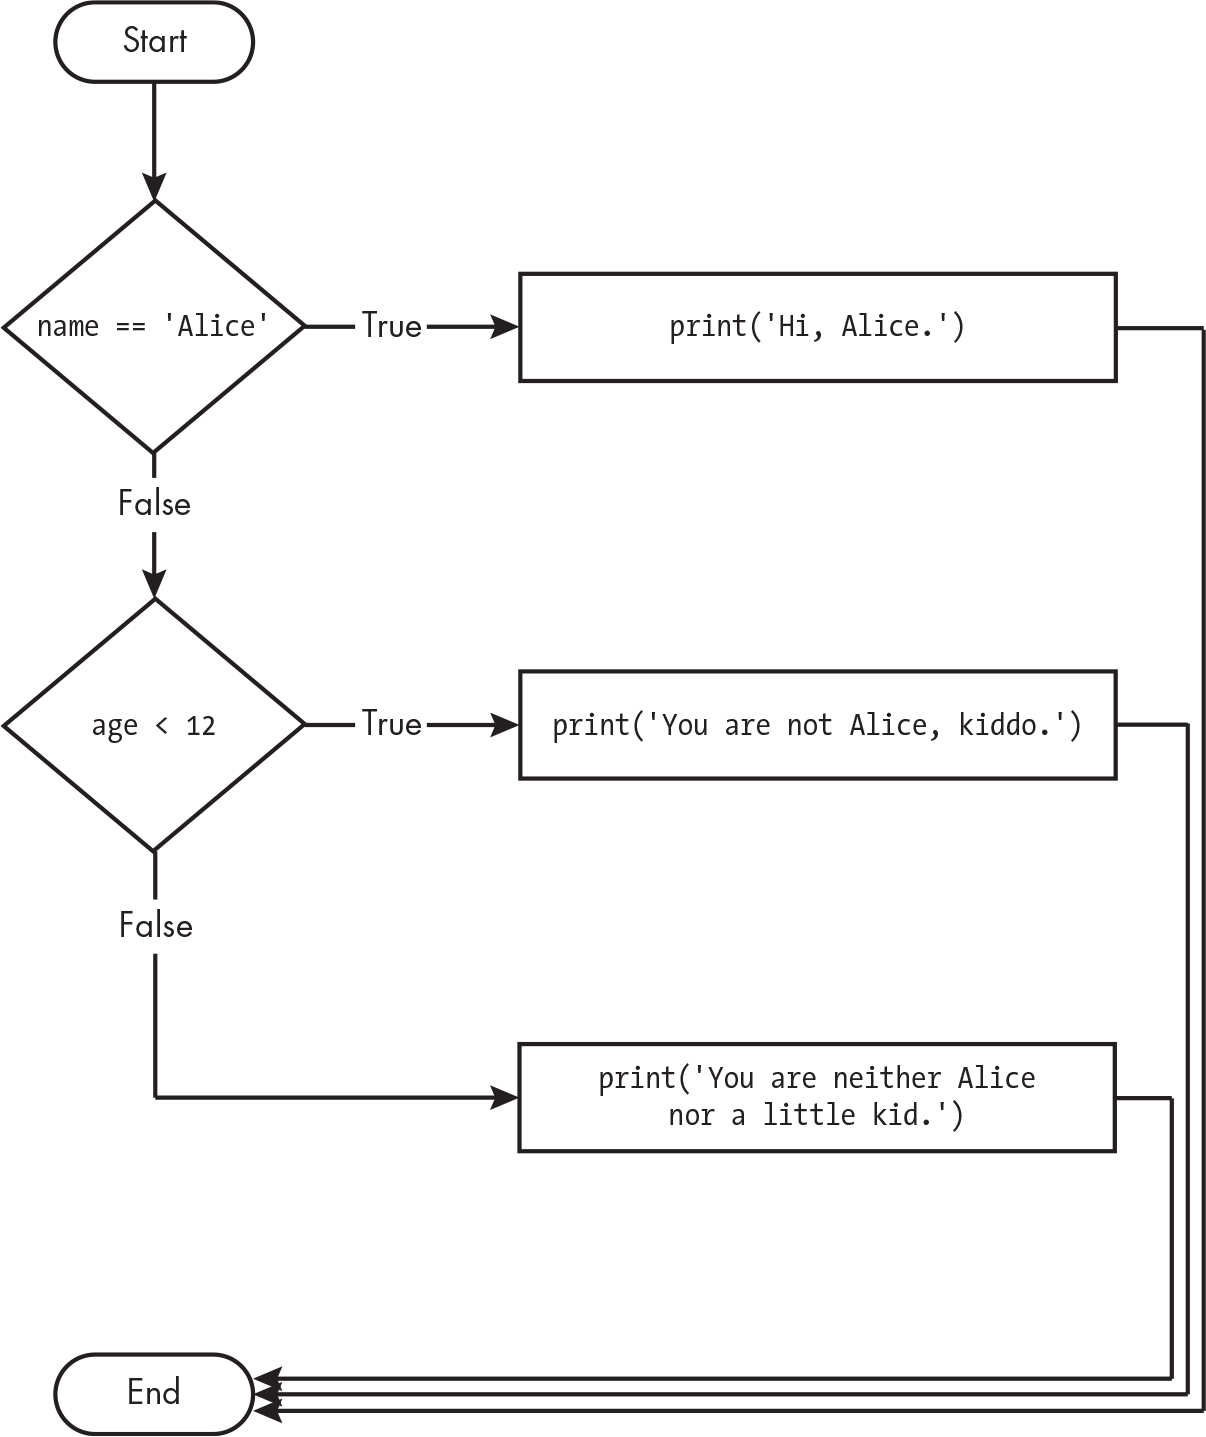 Start
name == 'Alice'
True
print('Hi, Alice.')
False
age < 12
True
print('You are not Alice, kiddo.')
False
print('You are neither Alice
nor a little kid.')
End